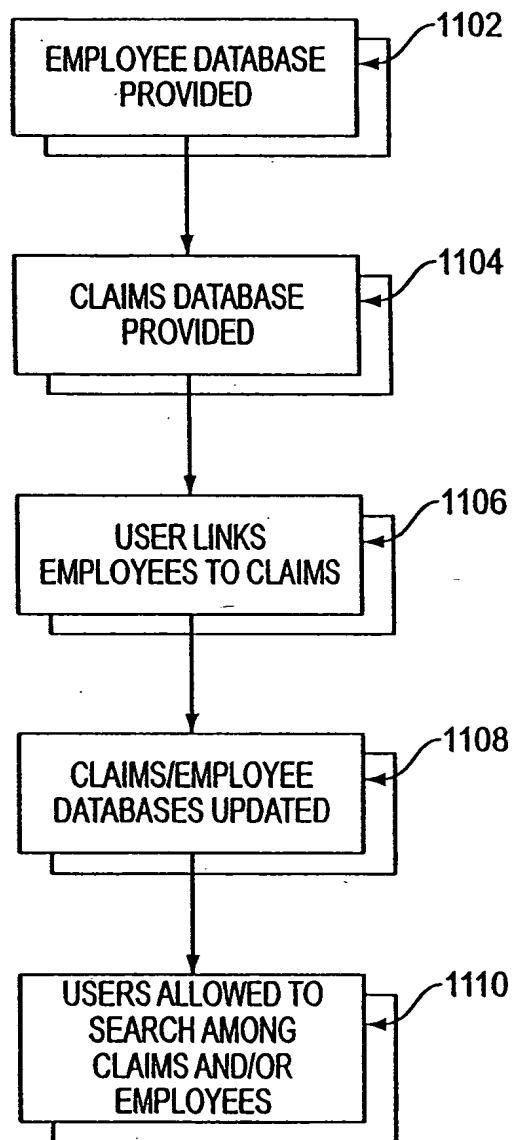 1102
EMPLOYEE DATABASE
PROVIDED
1104
CLAIMS DATABASE
PROVIDED
1106
USER LINKS
EMPLOYEES TO CLAIMS
1108
CLAIMS/EMPLOYEE
DATABASES UPDATED
1110
USERS ALLOWED TO
SEARCH AMONG
CLAIMS AND/OR
EMPLOYEES